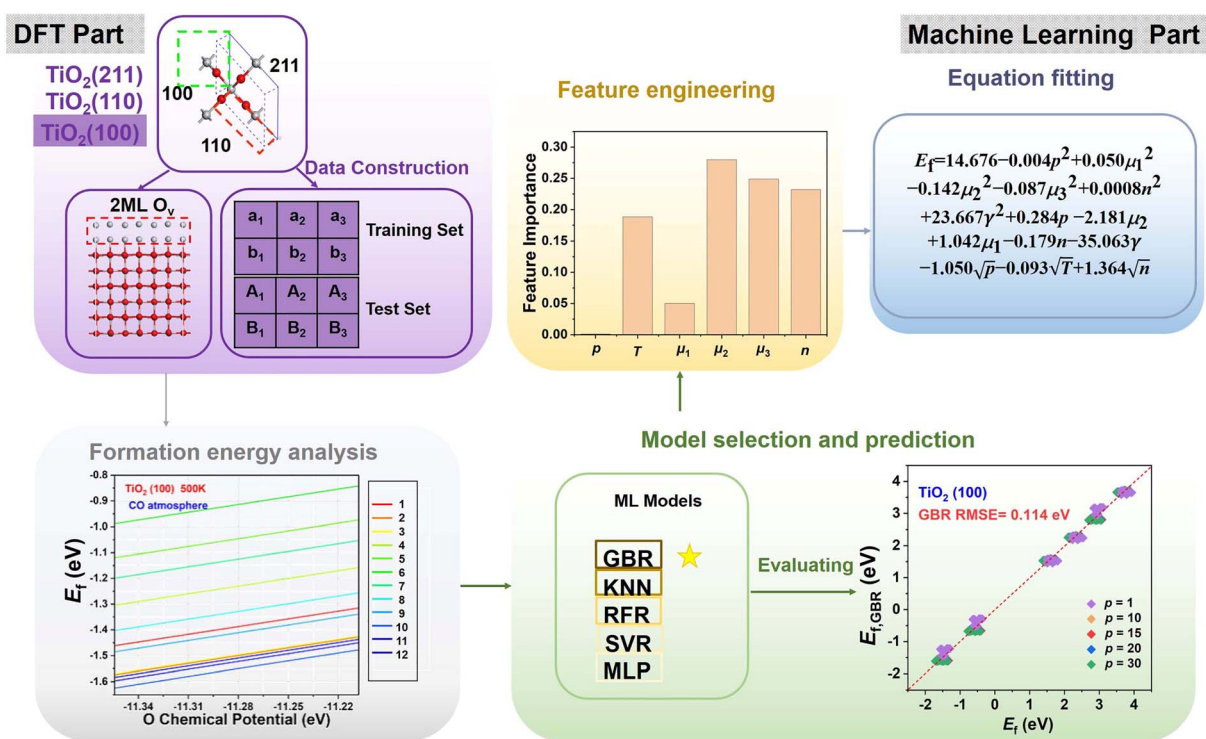 DFT Part
TiO₂(211)
TiO₂(110)
TiO₂(100)
100
211
110
Data Construction
2ML Oᵥ
a₁ a₂ a₃
b₁ b₂ b₃
Training Set
A₁ A₂ A₃
B₁ B₂ B₃
Test Set
Feature engineering
Feature Importance
0.30
0.25
0.20
0.15
0.10
0.05
0.00
p T μ₁ μ₂ μ₃ n
Machine Learning Part
Equation fitting
E_f=14.676−0.004p²+0.050μ₁²
−0.142μ₂²−0.087μ₃²+0.0008n²
+23.667γ²+0.284p −2.181μ₂
+1.042μ₁−0.179n−35.063γ
−1.050√p−0.093√T+1.364√n
Formation energy analysis
TiO₂ (100) 500K
CO atmosphere
E_f (eV)
-0.8
-0.9
-1.0
-1.1
-1.2
-1.3
-1.4
-1.5
-1.6
-11.34 -11.31 -11.28 -11.25 -11.22
O Chemical Potential (eV)
1
2
3
4
5
6
7
8
9
10
11
12
Model selection and prediction
ML Models
GBR
KNN
RFR
SVR
MLP
Evaluating
TiO₂ (100)
GBR RMSE= 0.114 eV
E_f,GBR (eV)
4
3
2
1
0
-1
-2
p = 1
p = 10
p = 15
p = 20
p = 30
-2 -1 0 1 2 3 4
E_f (eV)